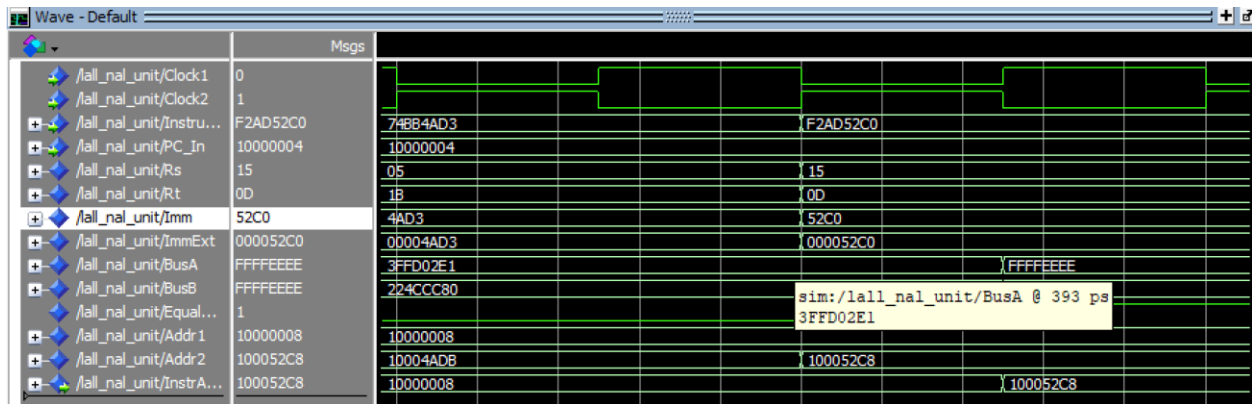 Wave - Default
Msgs
/lall_nal_unit/Clock1 0
/lall_nal_unit/Clock2 1
/lall_nal_unit/Instru... F2AD52C0 74BB4AD3 F2AD52C0
/lall_nal_unit/PC_In 10000004 10000004
/lall_nal_unit/Rs 15 05 15
/lall_nal_unit/Rt 0D 1B 0D
/lall_nal_unit/Imm 52C0 4AD3 52C0
/lall_nal_unit/ImmExt 000052C0 00004AD3 000052C0
/lall_nal_unit/BusA FFFFEEEE 3FFD02E1 FFFFEEEE
/lall_nal_unit/BusB FFFFEEEE 224CCC80
sim:/lall_nal_unit/BusA @ 393 ps
3FFD02E1
/lall_nal_unit/Equal... 1
/lall_nal_unit/Addr1 10000008 10000008
/lall_nal_unit/Addr2 100052C8 10004ADB 100052C8
/lall_nal_unit/InstrA... 100052C8 10000008 100052C8